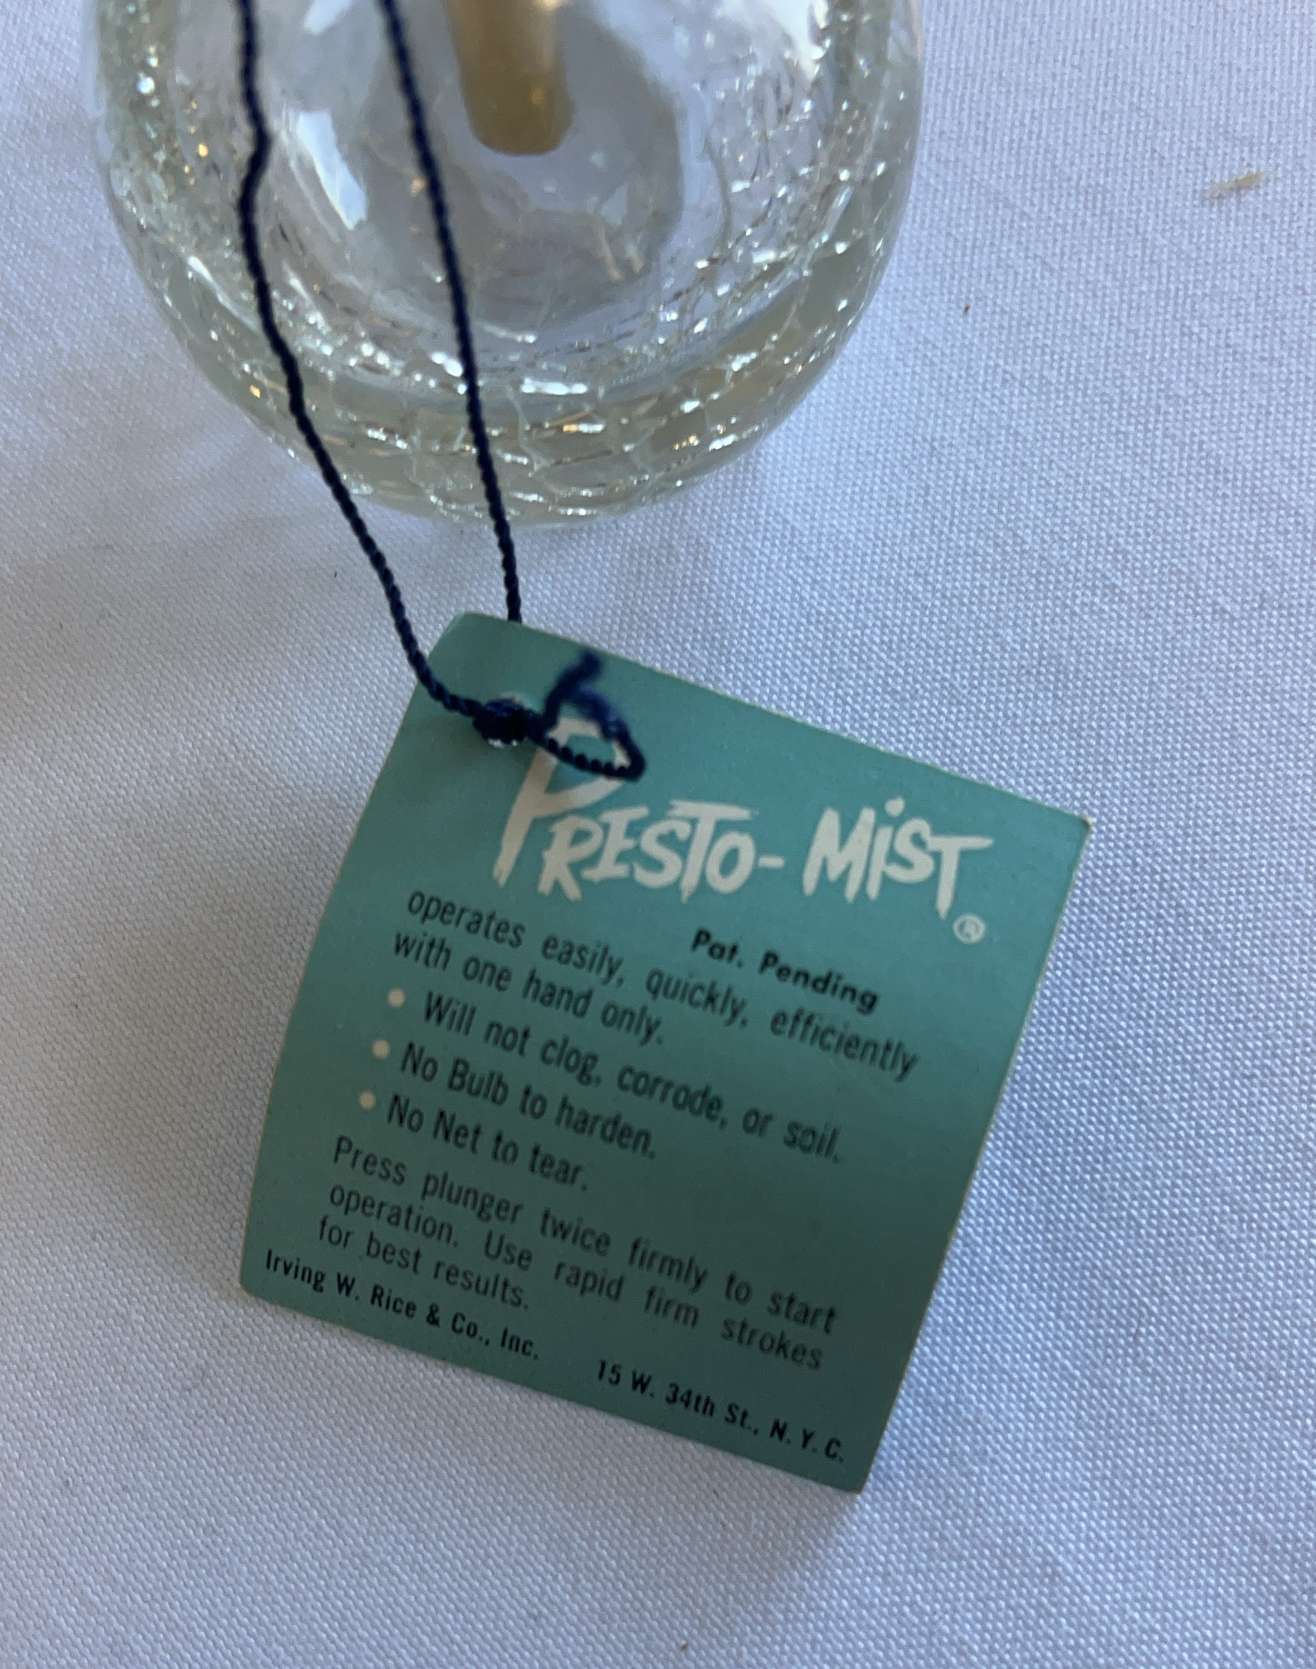 PRESTO-MiST®
Pat. Pending
operates easily, quickly, efficiently
with one hand only.
• Will not clog, corrode, or soil.
• No Bulb to harden.
• No Net to tear.
Press plunger twice firmly to start
operation. Use rapid firm strokes
for best results.
Irving W. Rice & Co., Inc. 15 W. 34th St., N. Y. C.